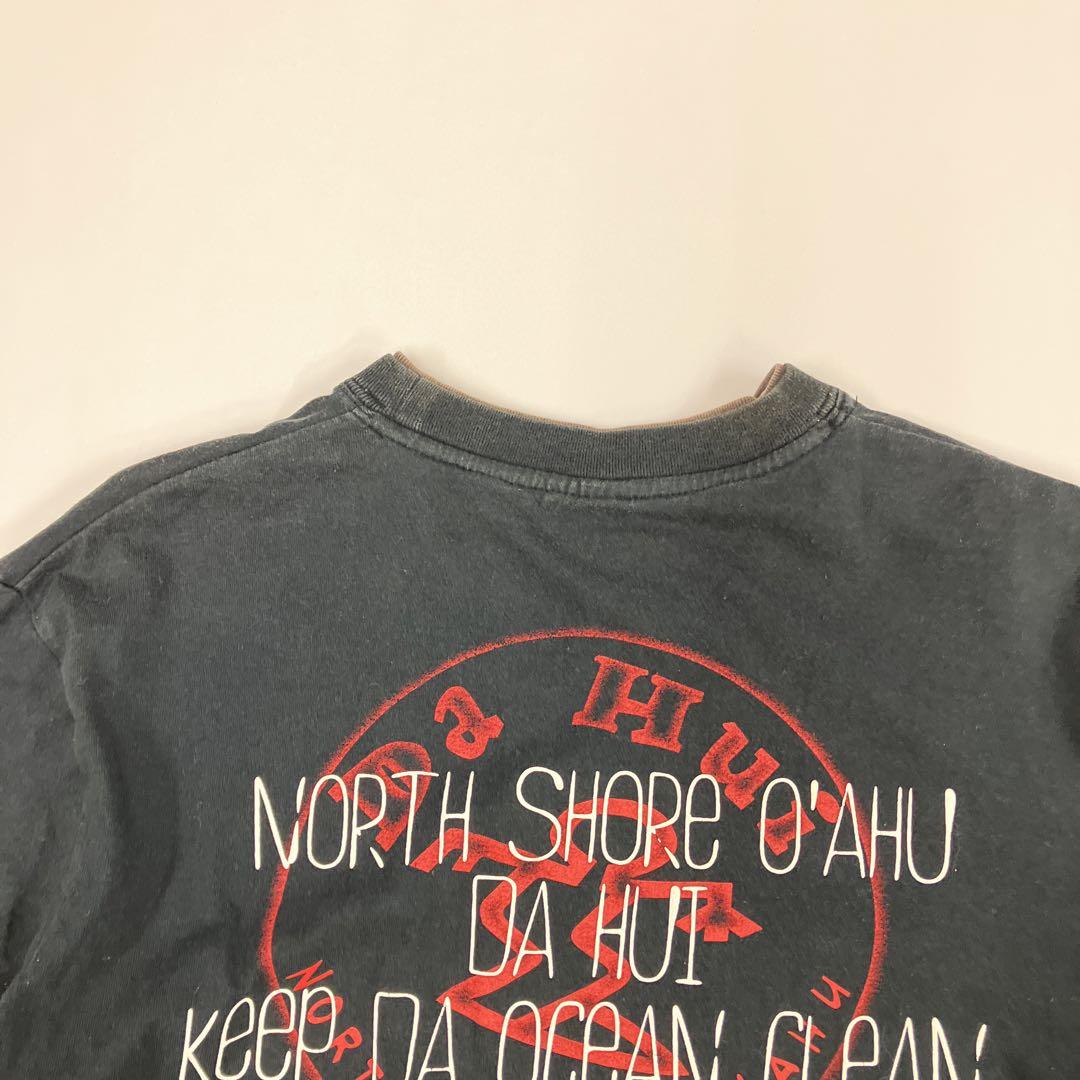 Da Hui
NORTH SHORe O'AHU
DA HUI
KeeP DA OCeAN CLeAN